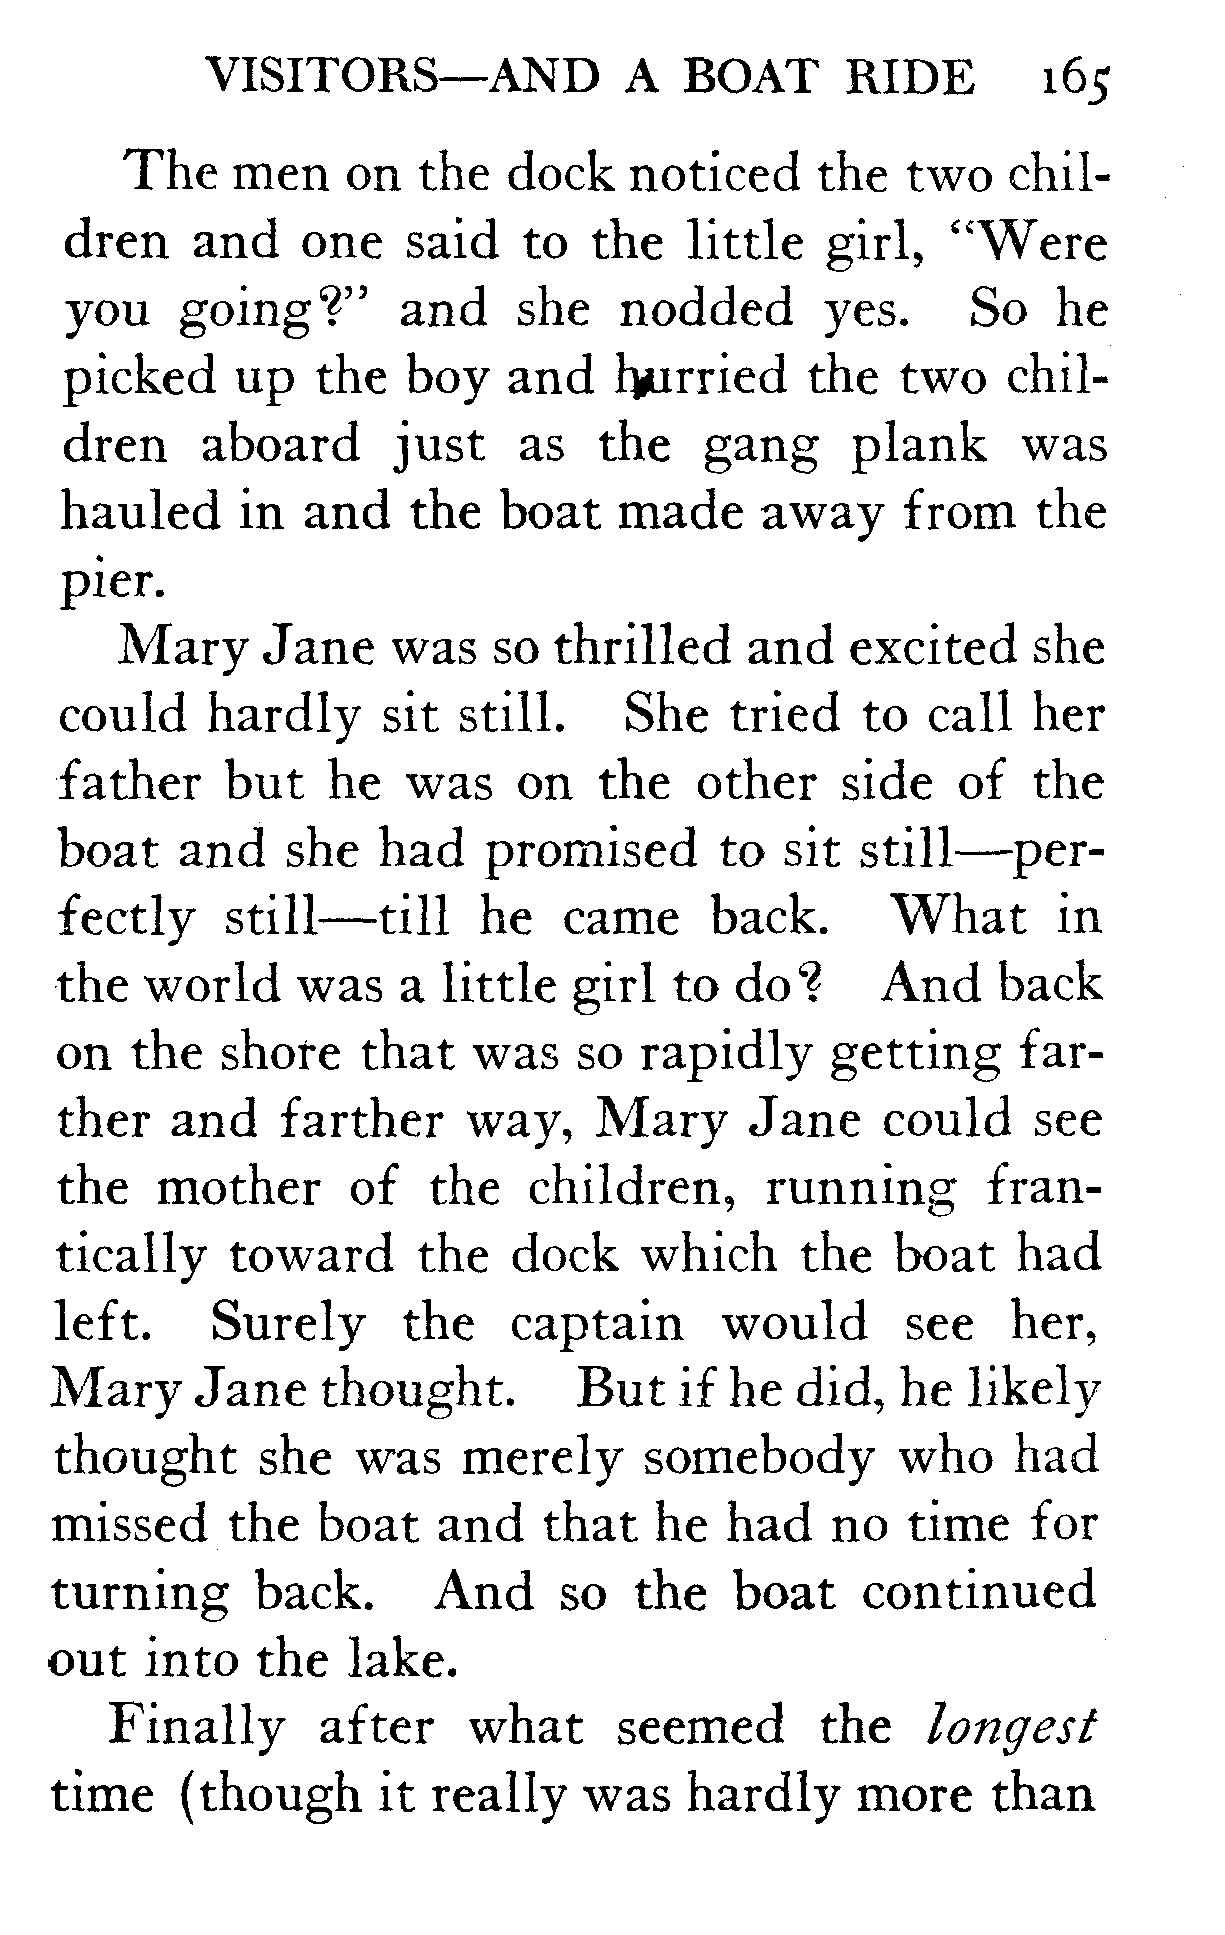 VISITORS—AND A BOAT RIDE 165
The men on the dock noticed the two chil-
dren and one said to the little girl, “Were
you going?” and she nodded yes. So he
picked up the boy and hurried the two chil-
dren aboard just as the gang plank was
hauled in and the boat made away from the
pier.
Mary Jane was so thrilled and excited she
could hardly sit still. She tried to call her
father but he was on the other side of the
boat and she had promised to sit still—per-
fectly still—till he came back. What in
the world was a little girl to do? And back
on the shore that was so rapidly getting far-
ther and farther way, Mary Jane could see
the mother of the children, running fran-
tically toward the dock which the boat had
left. Surely the captain would see her,
Mary Jane thought. But if he did, he likely
thought she was merely somebody who had
missed the boat and that he had no time for
turning back. And so the boat continued
out into the lake.
Finally after what seemed the longest
time (though it really was hardly more than